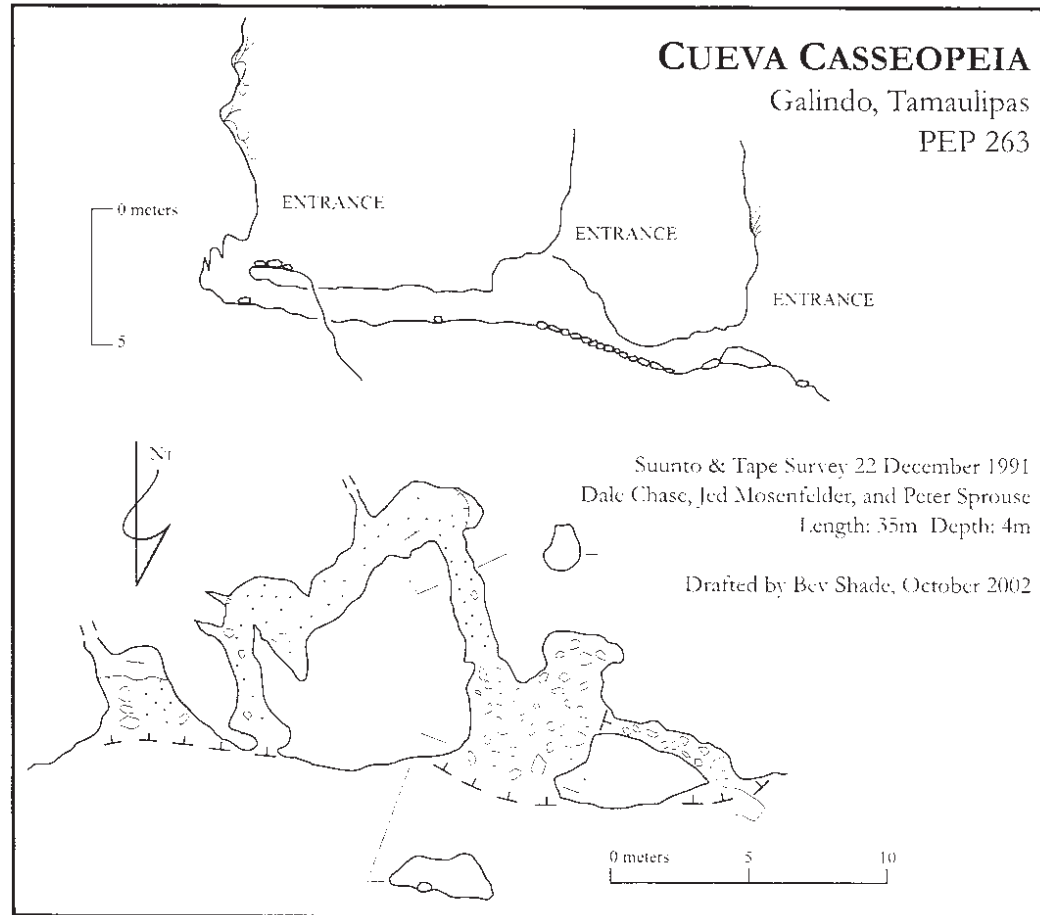 CUEVA CASSEOPEIA
Galindo, Tamaulipas
PEP 263
0 meters
ENTRANCE
ENTRANCE
ENTRANCE
5
Suunto & Tape Survey 22 December 1991
Dale Chase, Jed Mosenfelder, and Peter Sprouse
Length: 35m Depth: 4m
Drafted by Bev Shade, October 2002
0 meters 5 10